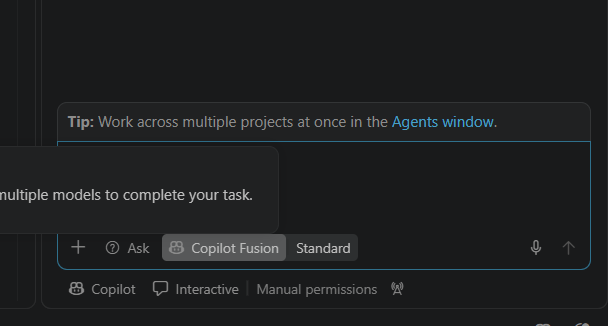 Tip: Work across multiple projects at once in the Agents window.
multiple models to complete your task.
Ask Copilot Fusion Standard
Copilot Interactive Manual permissions